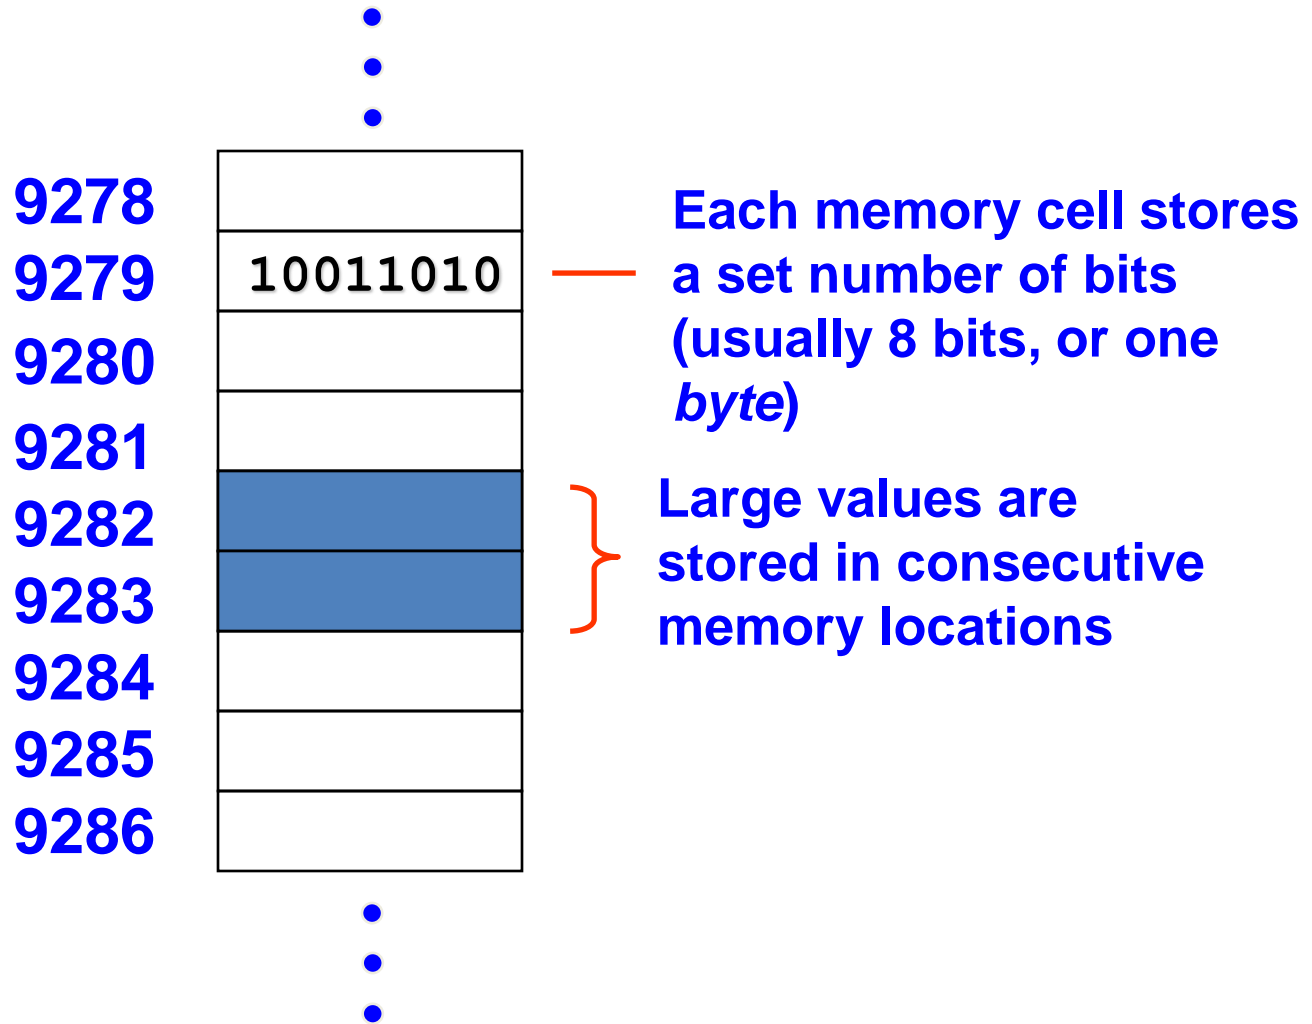 9278
9279
10011010
9280
9281
9282
9283
9284
9285
9286
Each memory cell stores
a set number of bits
(usually 8 bits, or one
byte)
Large values are
stored in consecutive
memory locations